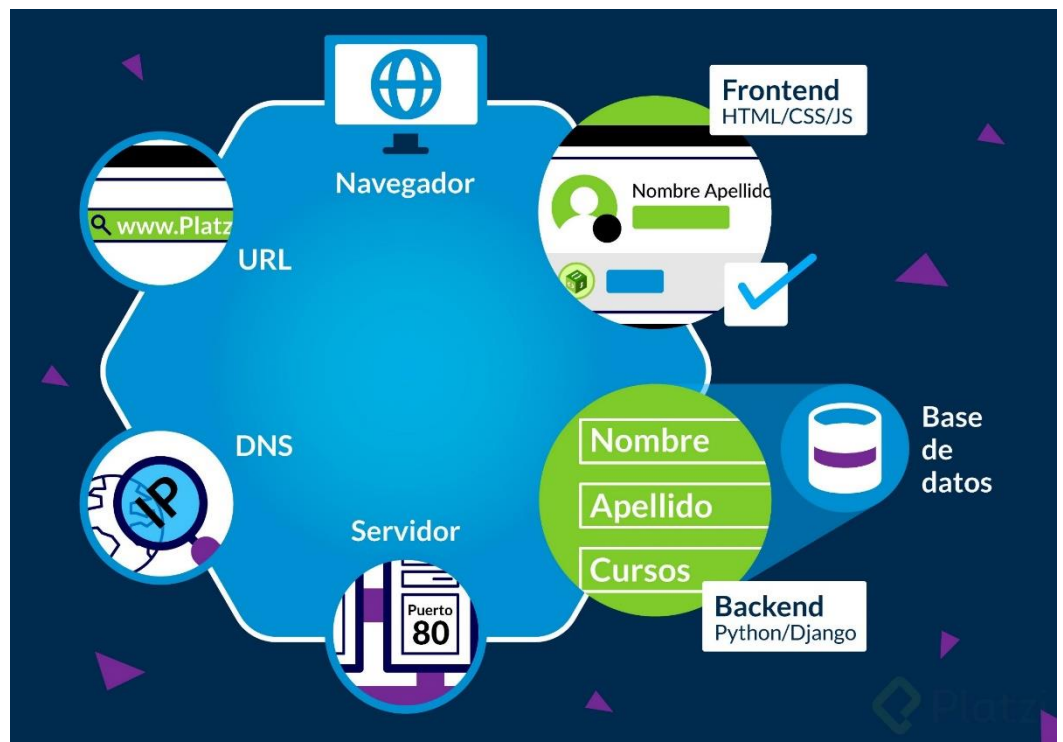 Navegador
Frontend
HTML/CSS/JS
Nombre Apellido
www.Platz
URL
DNS
IP
Servidor
Puerto
80
Nombre
Apellido
Cursos
Base
de
datos
Backend
Python/Django
Platzi